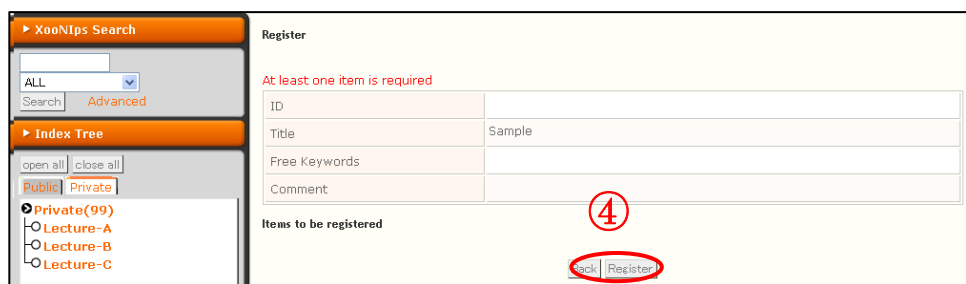 XooNIps Search
ALL
Search Advanced
Index Tree
open all close all
Public Private
Private(99)
Lecture-A
Lecture-B
Lecture-C
Register
At least one item is required
ID
Title Sample
Free Keywords
Comment
Items to be registered
④
Back Register